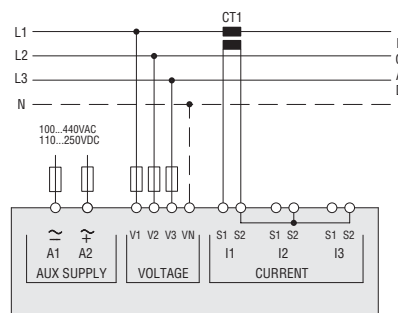 CT1
L1
L2
L3
N
L
O
A
D
100...440VAC
110...250VDC
A1 A2
V1 V2 V3 VN
S1 S2 S1 S2 S1 S2
I1 I2 I3
AUX SUPPLY VOLTAGE CURRENT